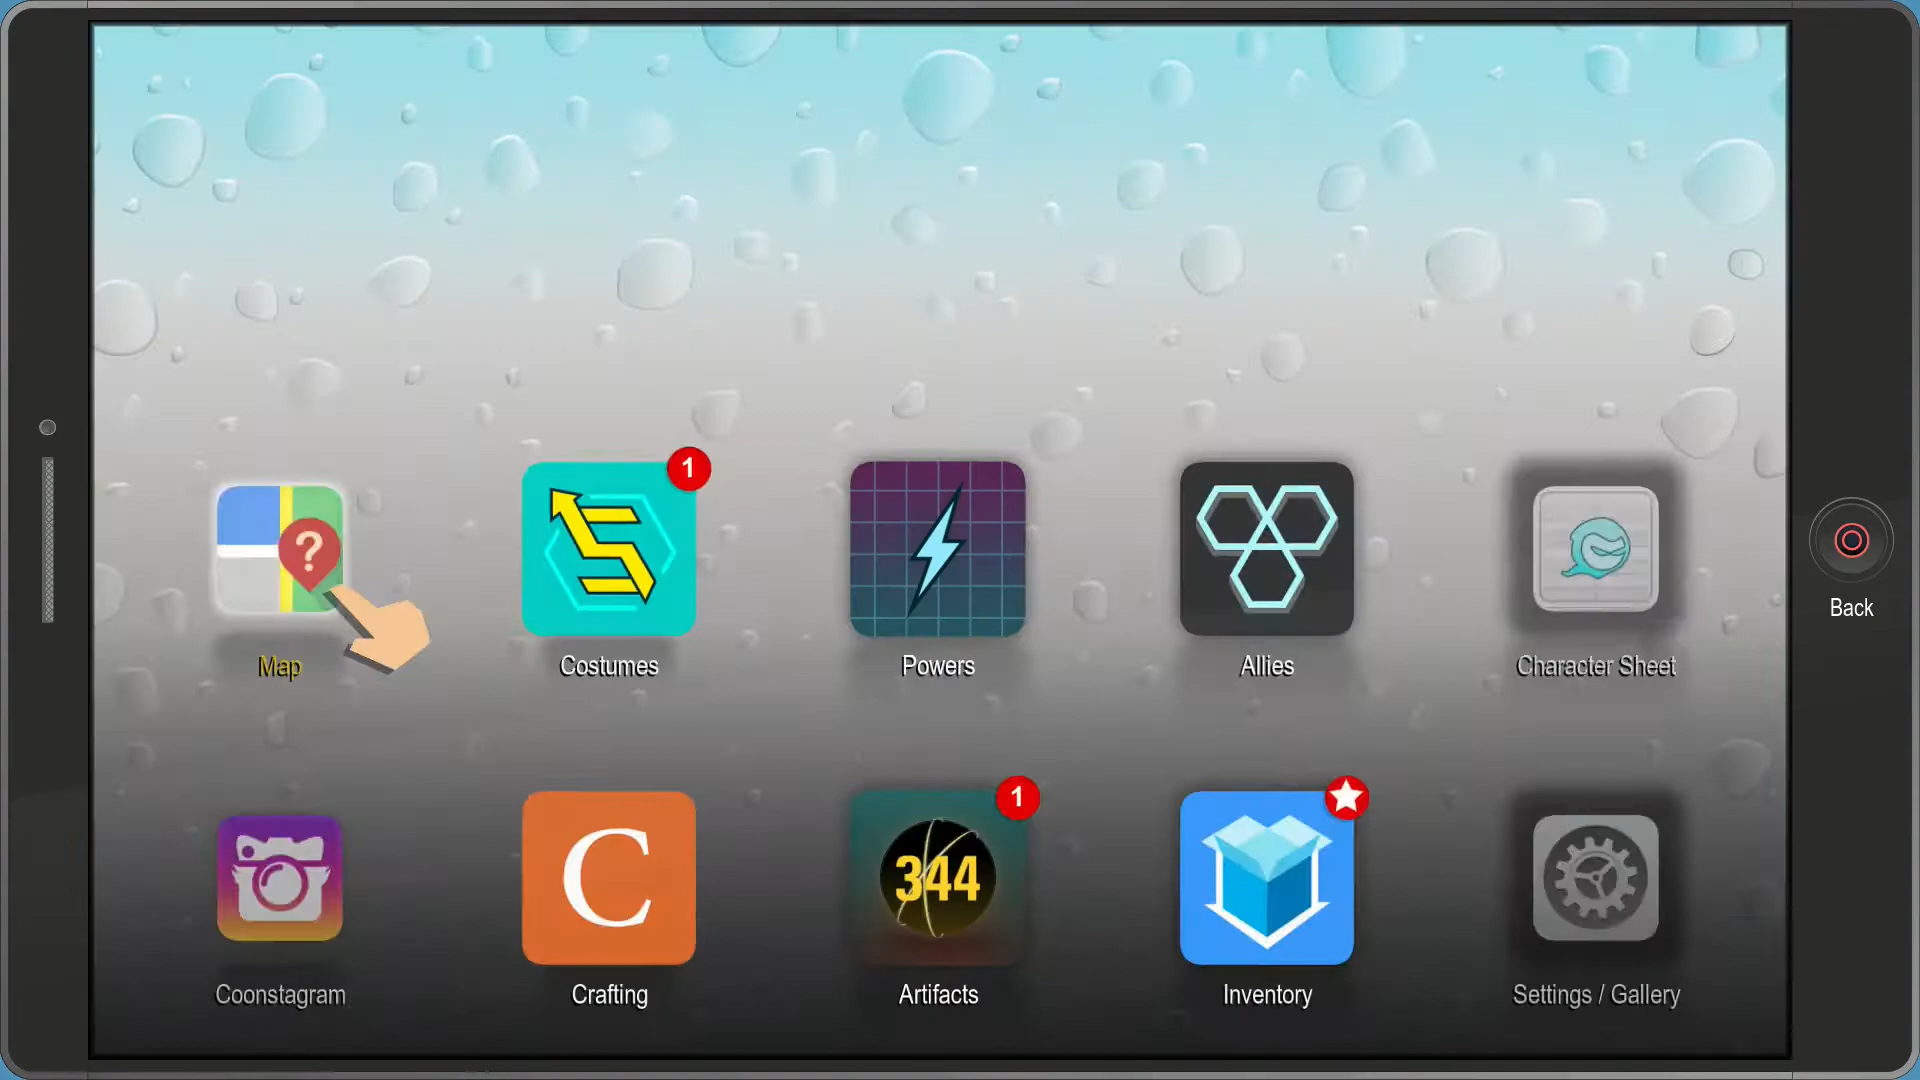 1
?
Map
Costumes
Powers
Allies
Character Sheet
Back
1
C
344
Coonstagram
Crafting
Artifacts
Inventory
Settings / Gallery